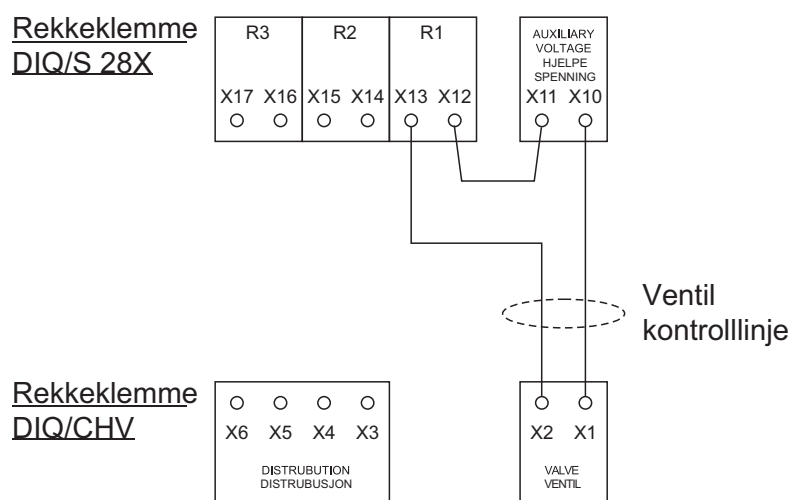 Rekkeklemme
DIQ/S 28X
R3 R2 R1
AUXILIARY
VOLTAGE
HJELPE
SPENNING
X17 X16 X15 X14 X13 X12 X11 X10
Ventil
kontrolllinje
Rekkeklemme
DIQ/CHV
X6 X5 X4 X3 X2 X1
DISTRUBUTION
DISTRUBUSJON
VALVE
VENTIL